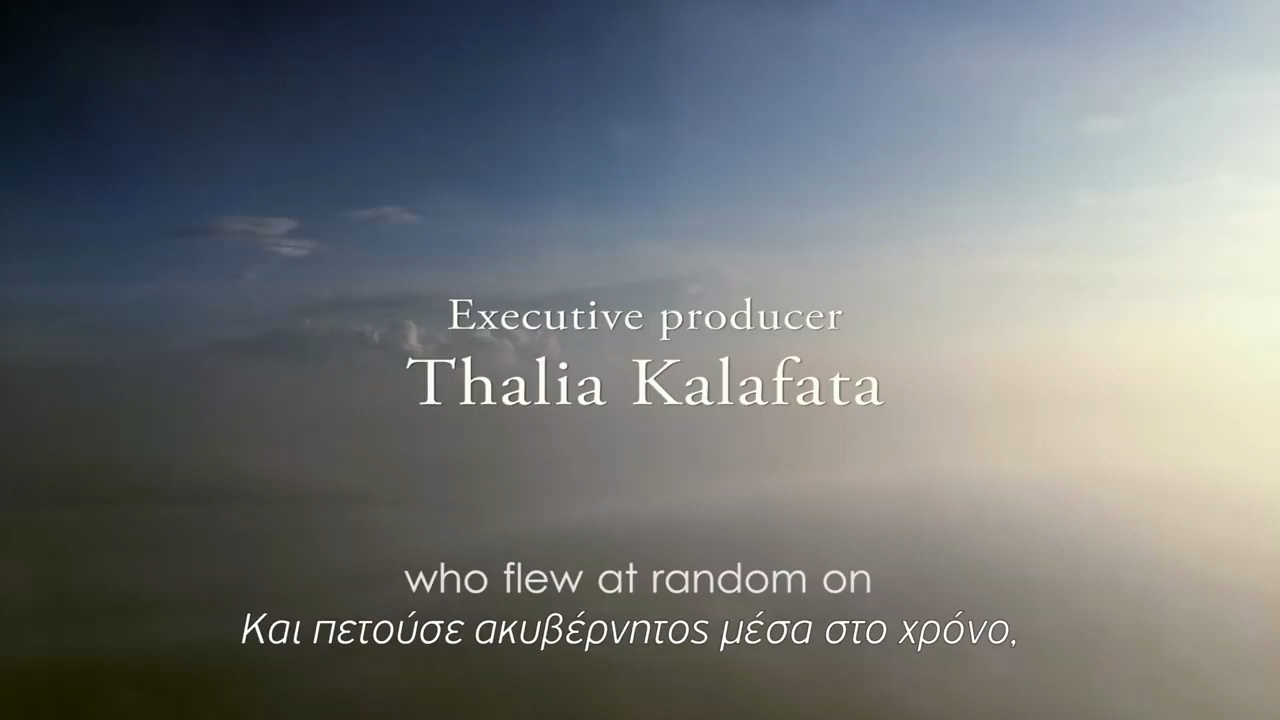 Executive producer
Thalia Kalafata
who flew at random on
Και πετούσε ακυβέρνητος μέσα στο χρόνο,